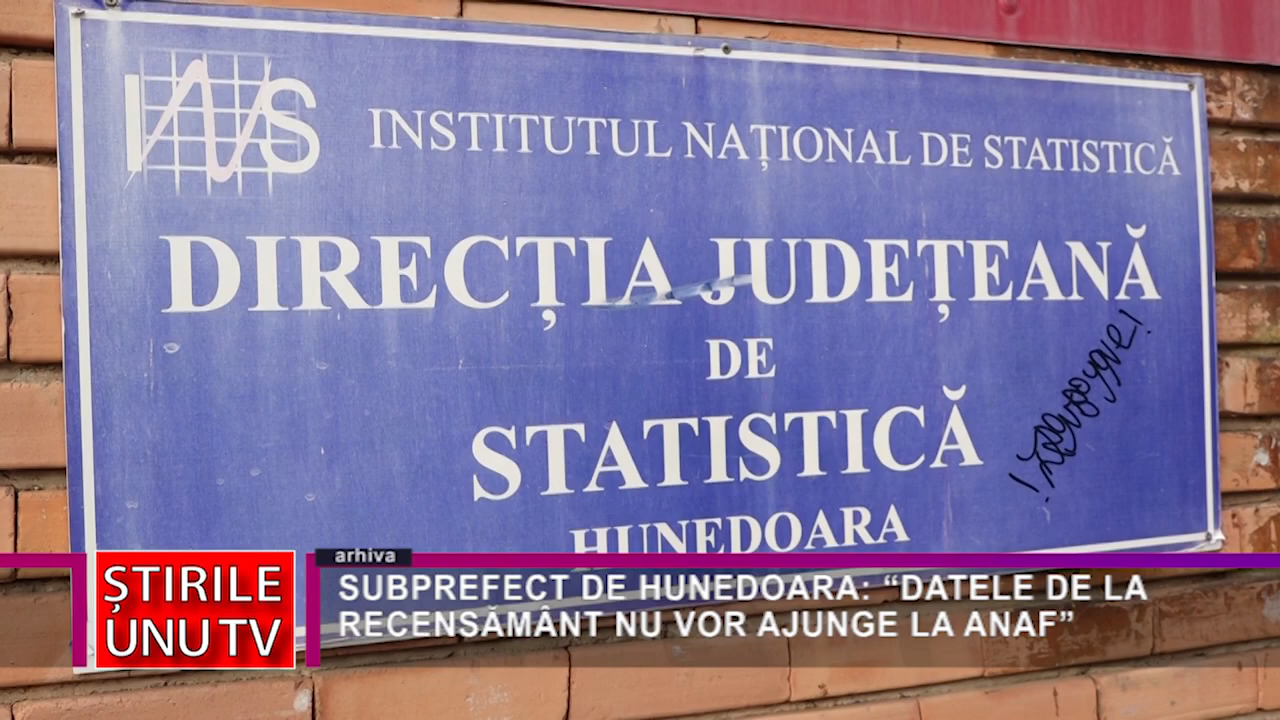 INS
INSTITUTUL NAȚIONAL DE STATISTICĂ
DIRECȚIA JUDEȚEANĂ
DE
STATISTICĂ
HUNEDOARA
arhiva
ȘTIRILE
UNU TV
SUBPREFECT DE HUNEDOARA: “DATELE DE LA
RECENSĂMÂNT NU VOR AJUNGE LA ANAF”